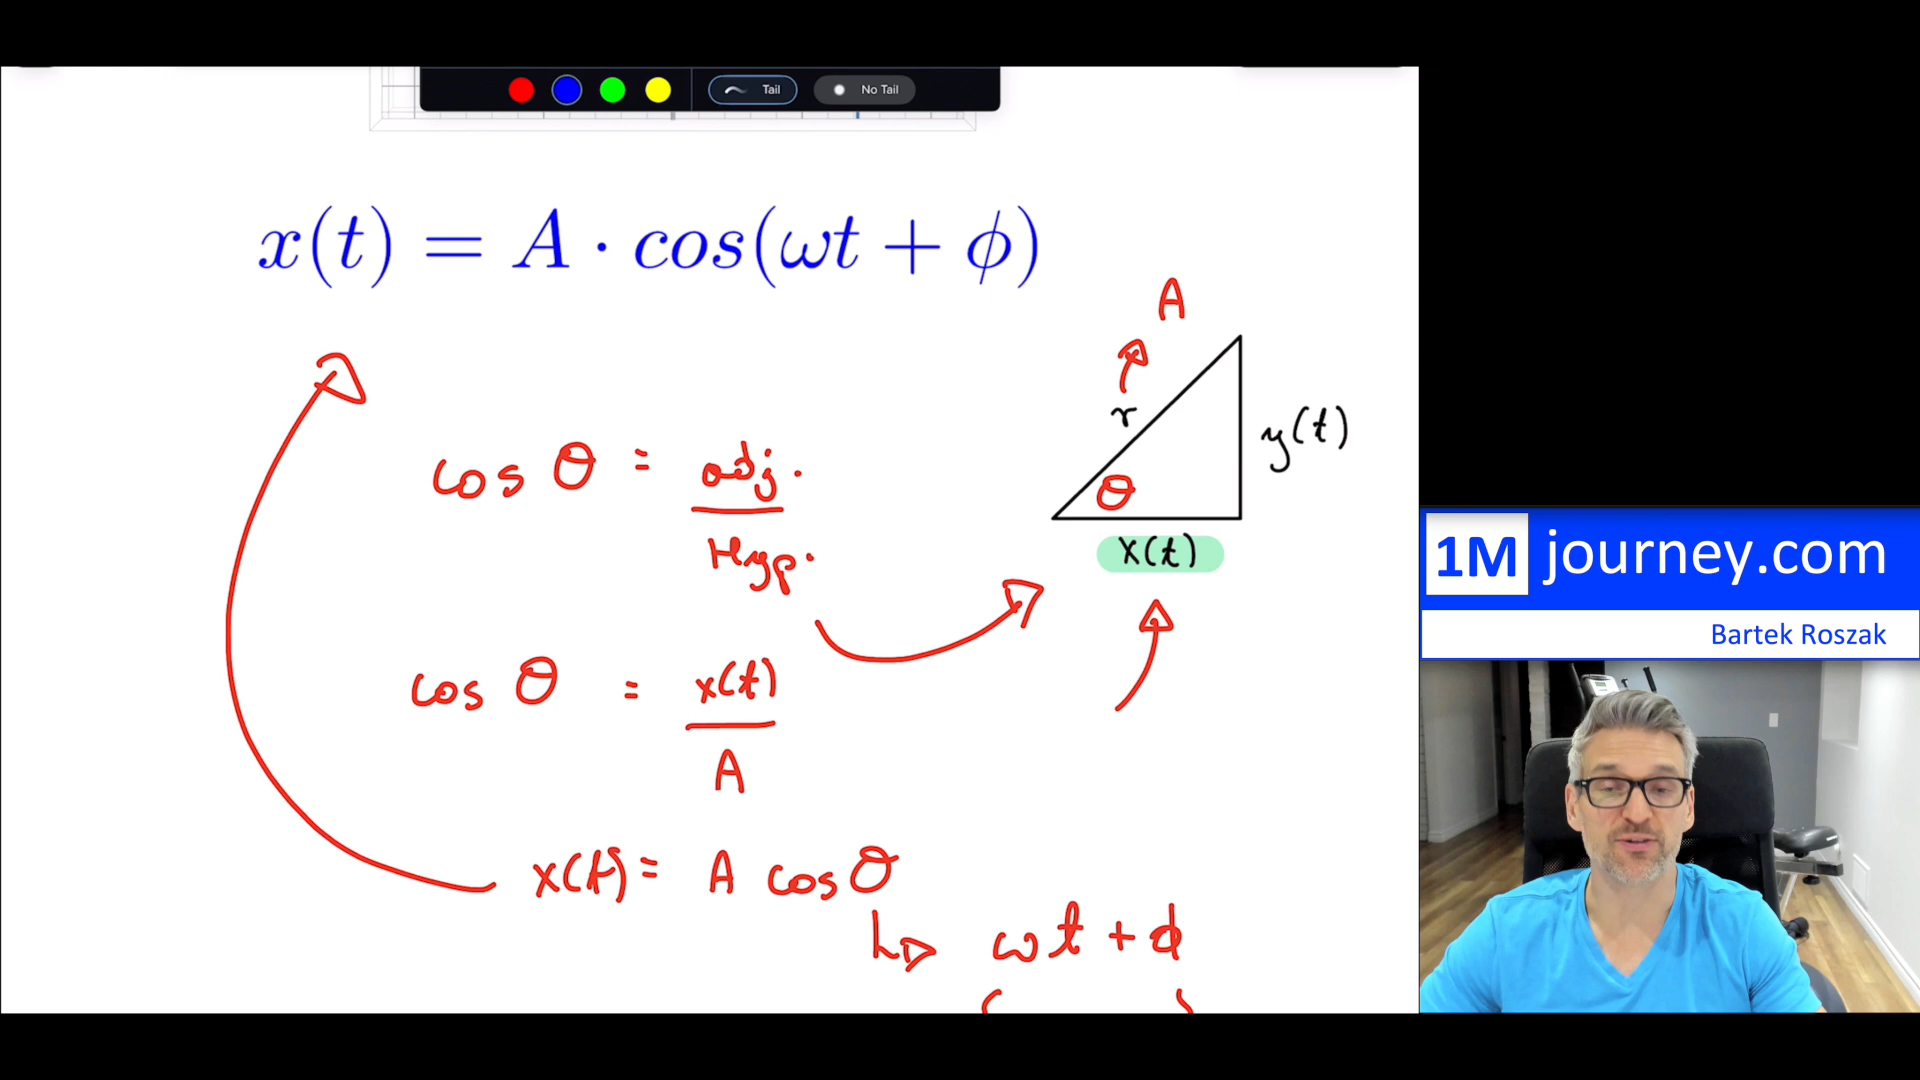 Tail
No Tail
x(t) = A · cos(ωt + ϕ)
A
r
y(t)
θ
x(t)
cos θ = adj.
Hyp.
cos θ = x(t)
A
x(t) = A cos θ
ωt + ϕ
1M journey.com
Bartek Roszak